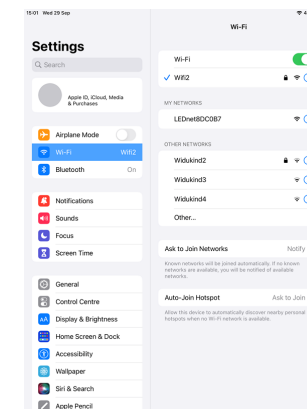 15:01 Wed 29 Sep
Settings
Search
Apple ID, iCloud, Media
& Purchases
Airplane Mode
Wi-Fi Wifi2
Bluetooth On
Notifications
Sounds
Focus
Screen Time
General
Control Centre
AA Display & Brightness
Home Screen & Dock
Accessibility
Wallpaper
Siri & Search
Apple Pencil
Wi-Fi
Wi-Fi
Wifi2
MY NETWORKS
LEDnet8DC0B7
OTHER NETWORKS
Widukind2
Widukind3
Widukind4
Other...
Ask to Join Networks Notify
Known networks will be joined automatically. If no known
networks are available, you will be notified of available
networks.
Auto-Join Hotspot Ask to Join
Allow this device to automatically discover nearby personal
hotspots when no Wi-Fi network is available.